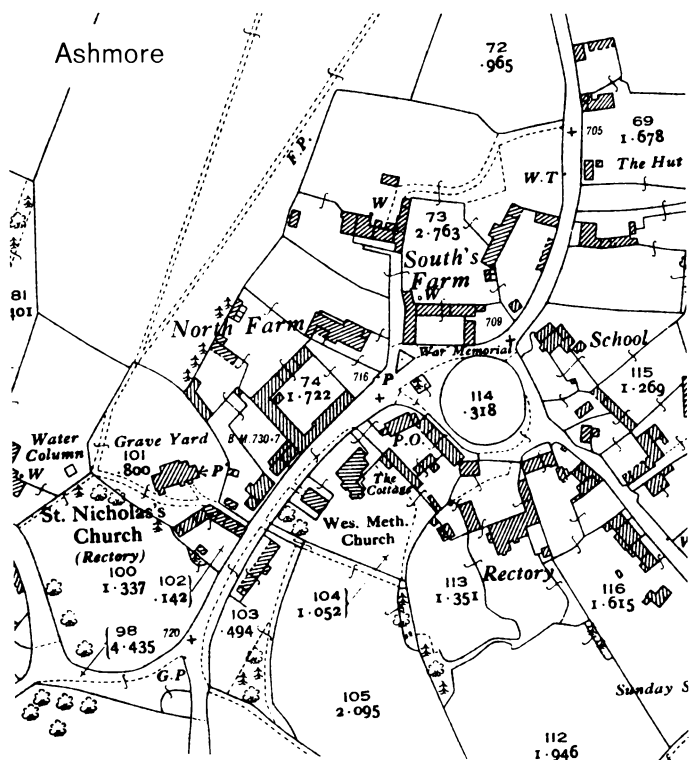 Ashmore
72
.965
F.P.
705
69
1.678
The Hut
W.T.
W
73
2.763
South's
Farm
W
81
101
North Farm
709
War Memorial
School
716
P
74
1.722
114
.318
115
1.269
B.M. 730.7
Water
Column
W
Grave Yard
101
.800
P
P.O.
The
Cottage
St. Nicholas's
Church
(Rectory)
Wes. Meth.
Church
100
1.337
102
.142
Rectory
113
1.351
116
1.615
104
1.052
103
.494
98
4.435
720
G.P
105
2.095
Sunday S
112
1.946